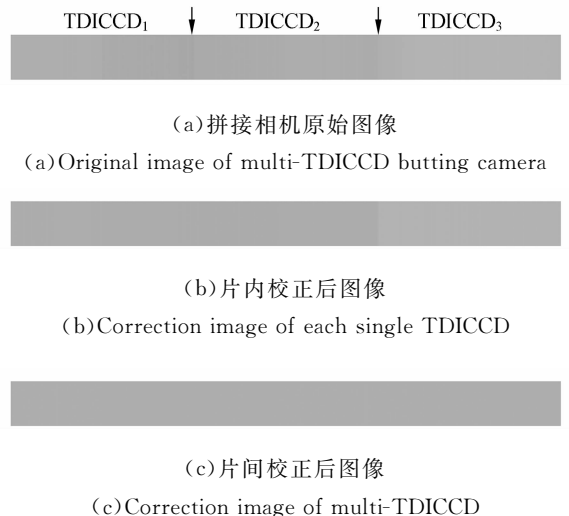 TDICCD₁ TDICCD₂ TDICCD₃
(a)拼接相机原始图像
(a)Original image of multi-TDICCD butting camera
(b)片内校正后图像
(b)Correction image of each single TDICCD
(c)片间校正后图像
(c)Correction image of multi-TDICCD